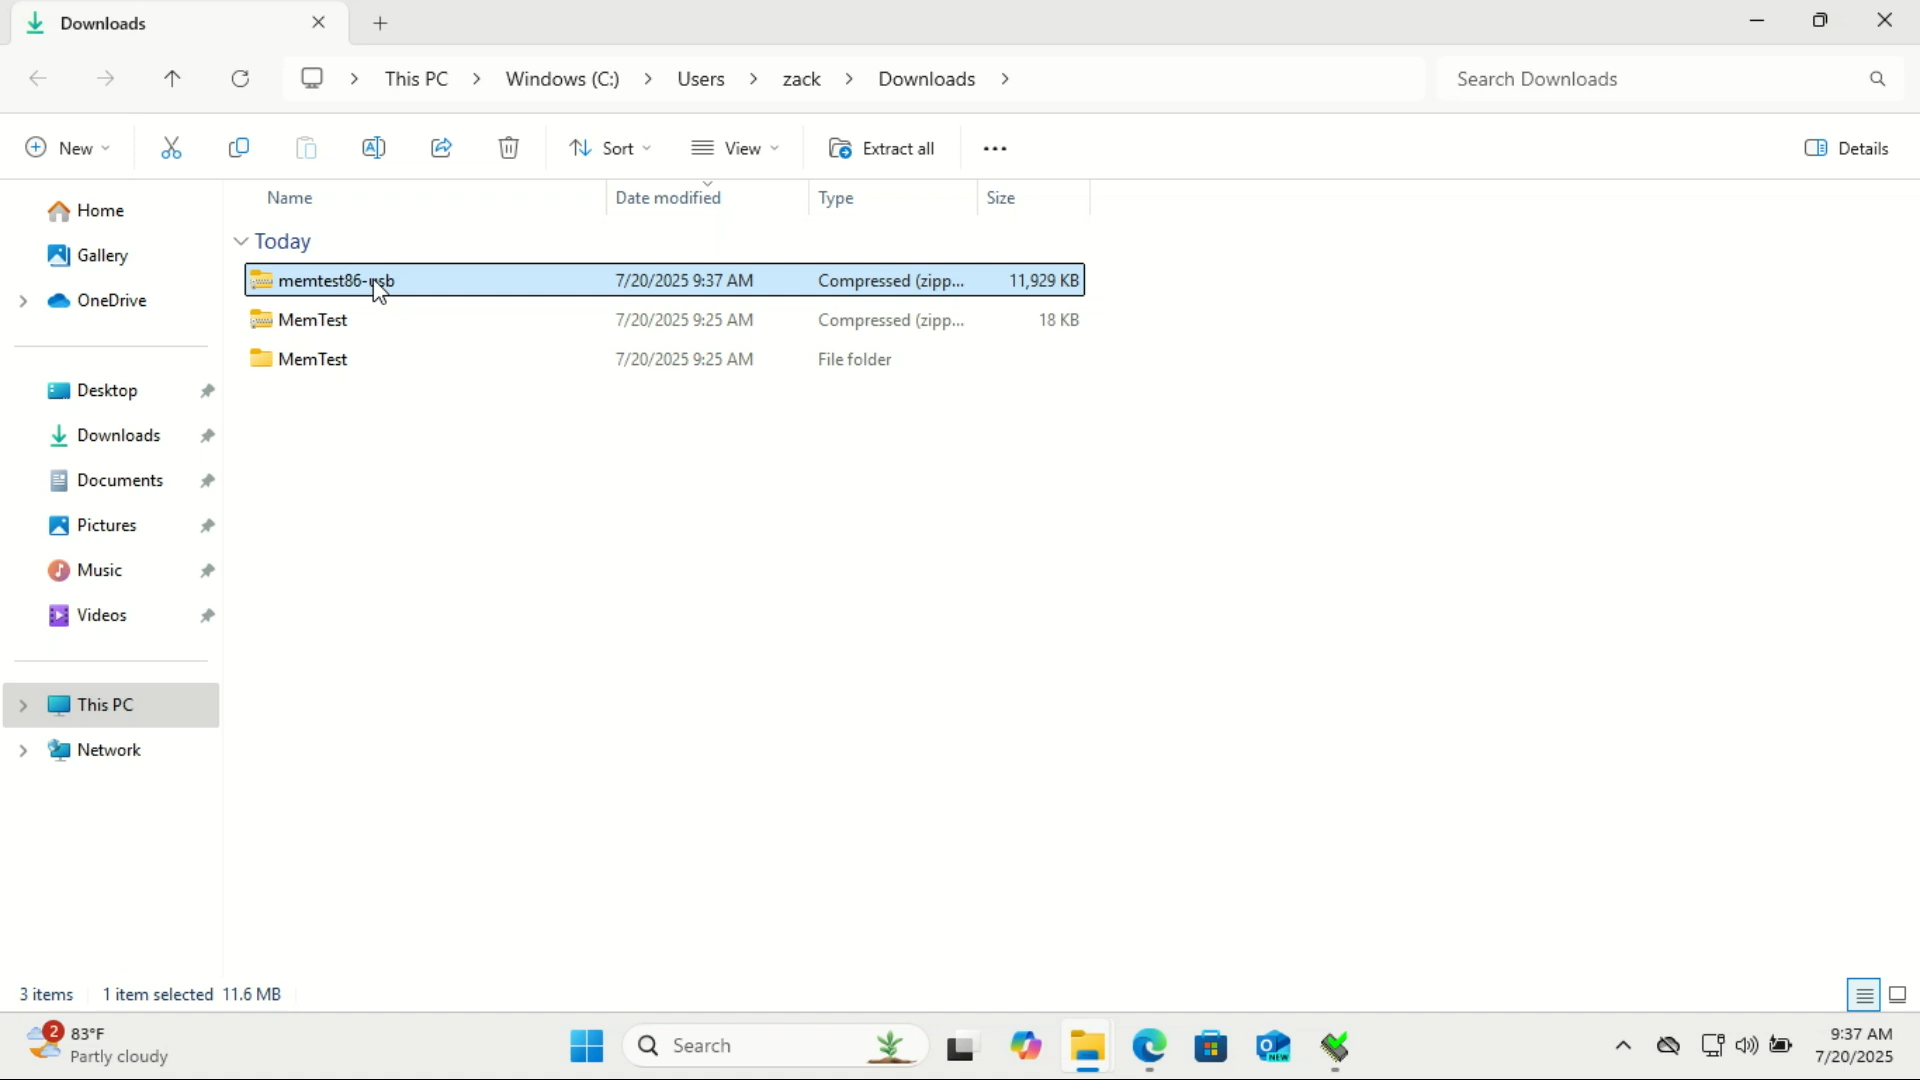 Downloads
This PC
Windows (C:)
Users
zack
Downloads
Search Downloads
New
Sort
View
Extract all
Details
Home
Gallery
OneDrive
Desktop
Downloads
Documents
Pictures
Music
Videos
This PC
Network
Name Date modified Type Size
Today
memtest86-usb 7/20/2025 9:37 AM Compressed (zipp... 11,929 KB
MemTest 7/20/2025 9:25 AM Compressed (zipp... 18 KB
MemTest 7/20/2025 9:25 AM File folder
3 items 1 item selected 11.6 MB
2
83°F
Partly cloudy
Search
O
NEW
9:37 AM
7/20/2025